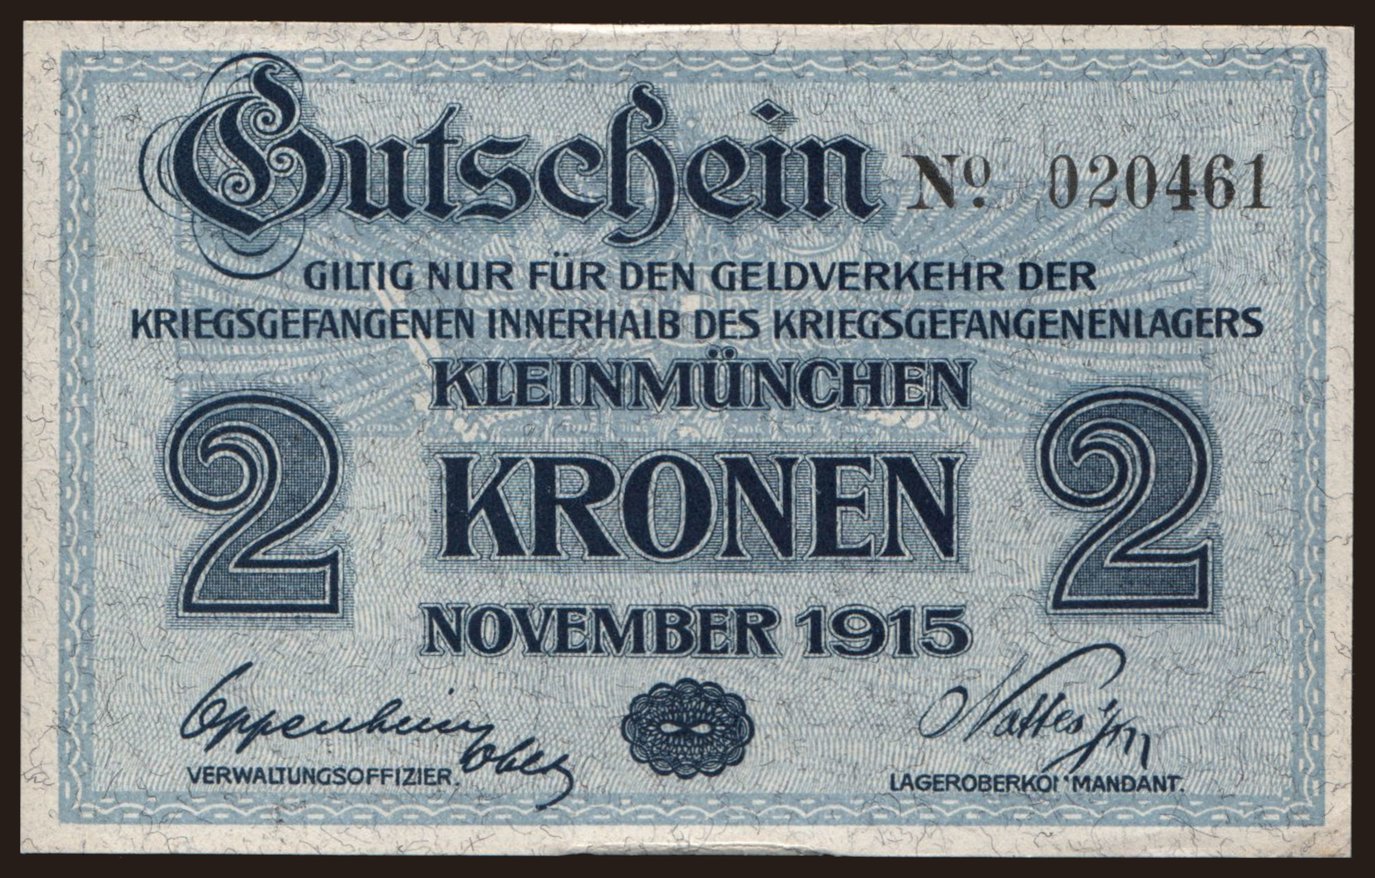 Gutschein No. 020461
GILTIG NUR FÜR DEN GELDVERKEHR DER
KRIEGSGEFANGENEN INNERHALB DES KRIEGSGEFANGENENLAGERS
KLEINMÜNCHEN
2 KRONEN 2
NOVEMBER 1915
Oppenheim
VERWALTUNGSOFFIZIER.
LAGEROBERKOMMANDANT.